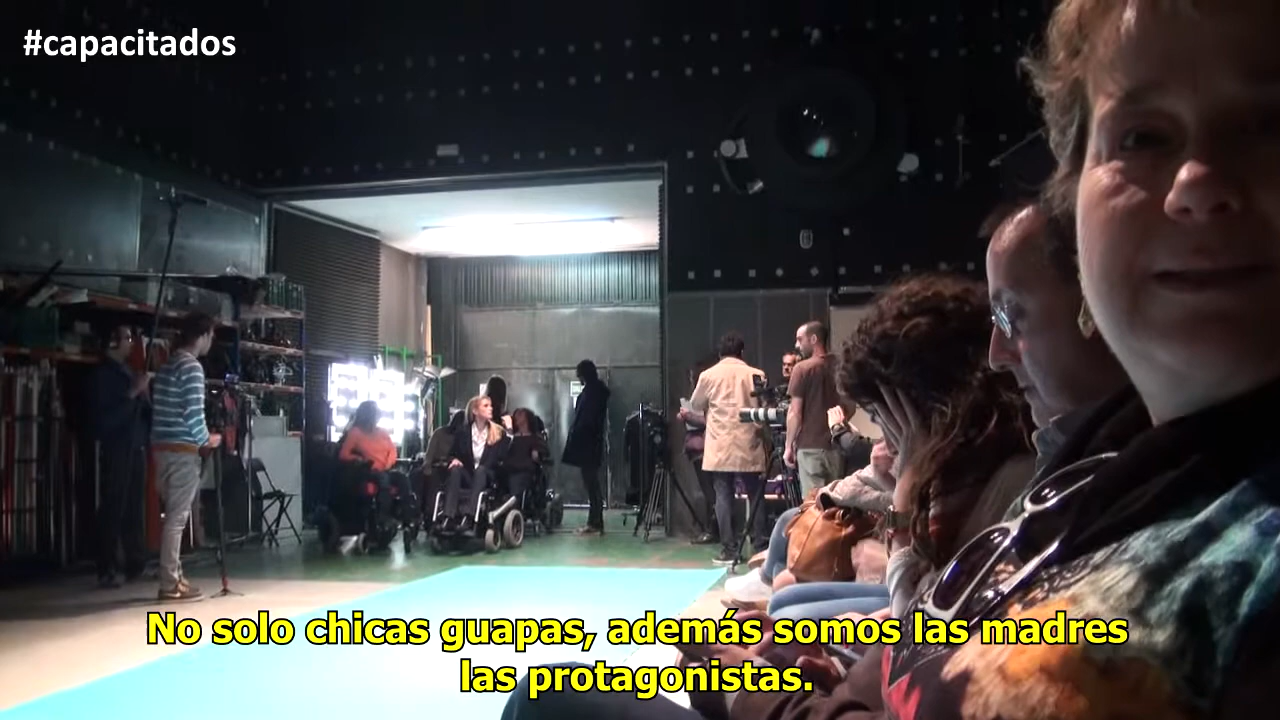 #capacitados
No solo chicas guapas, además somos las madres
las protagonistas.